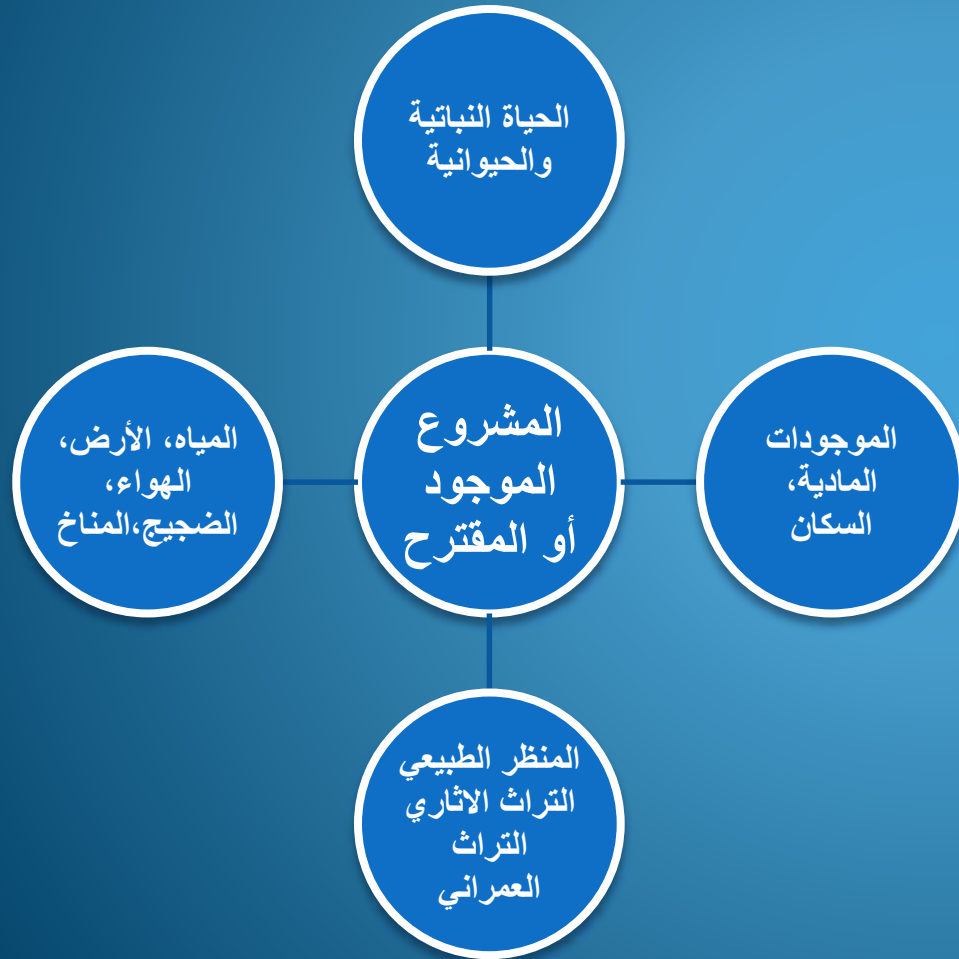 الحياة النباتية
والحيوانية
الموجودات
المادية،
السكان
المشروع
الموجود
أو المقترح
المياه، الأرض،
الهواء،
الضجيج،المناخ
المنظر الطبيعي
التراث الاثاري
التراث
العمراني